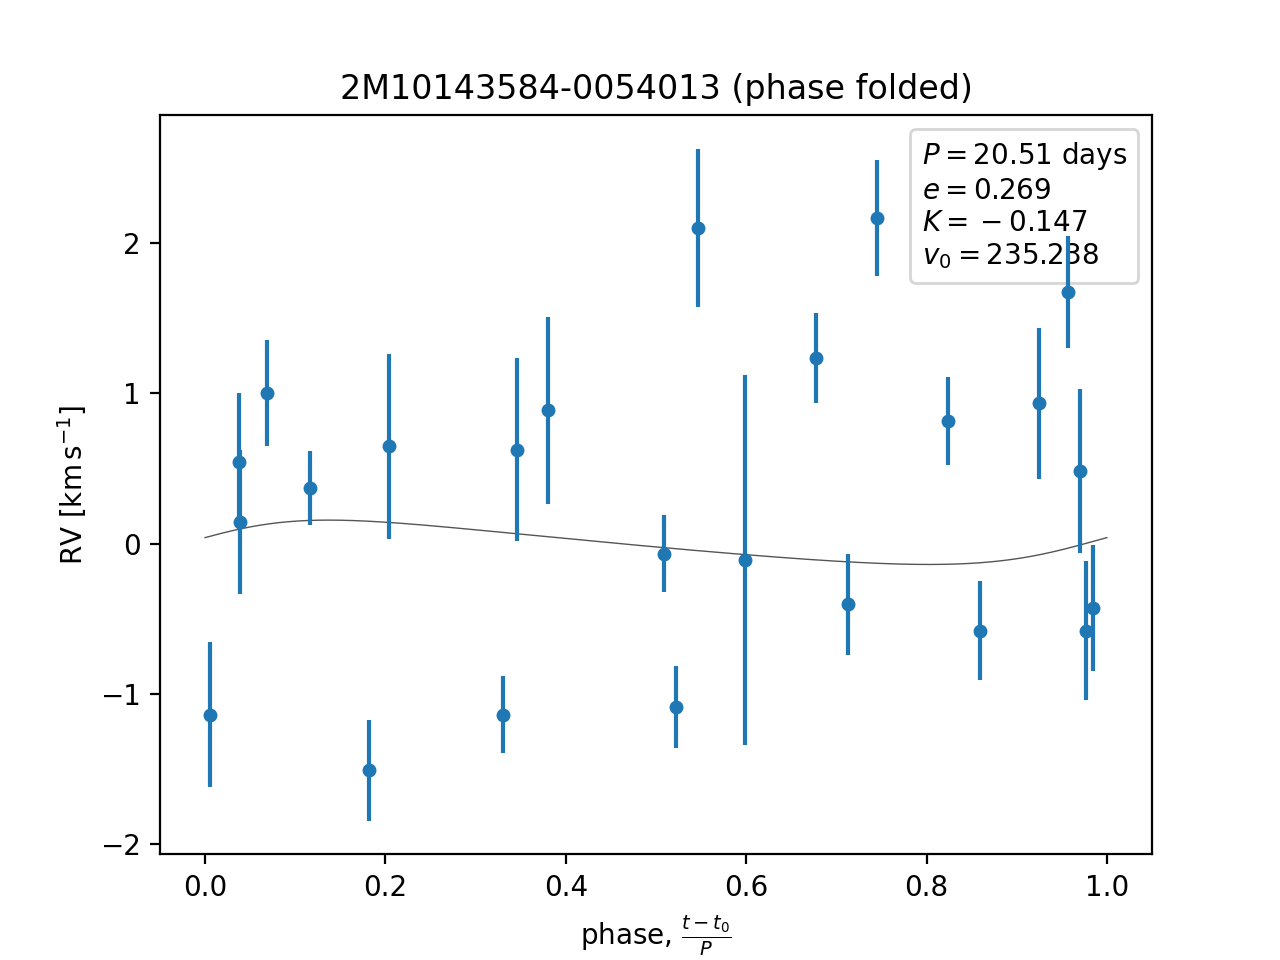 2M10143584-0054013 (phase folded)
P = 20.51 days
e = 0.269
K = −0.147
v₀ = 235.238
RV [km s⁻¹]
2
1
0
−1
−2
0.0 0.2 0.4 0.6 0.8 1.0
phase, (t − t₀)/P